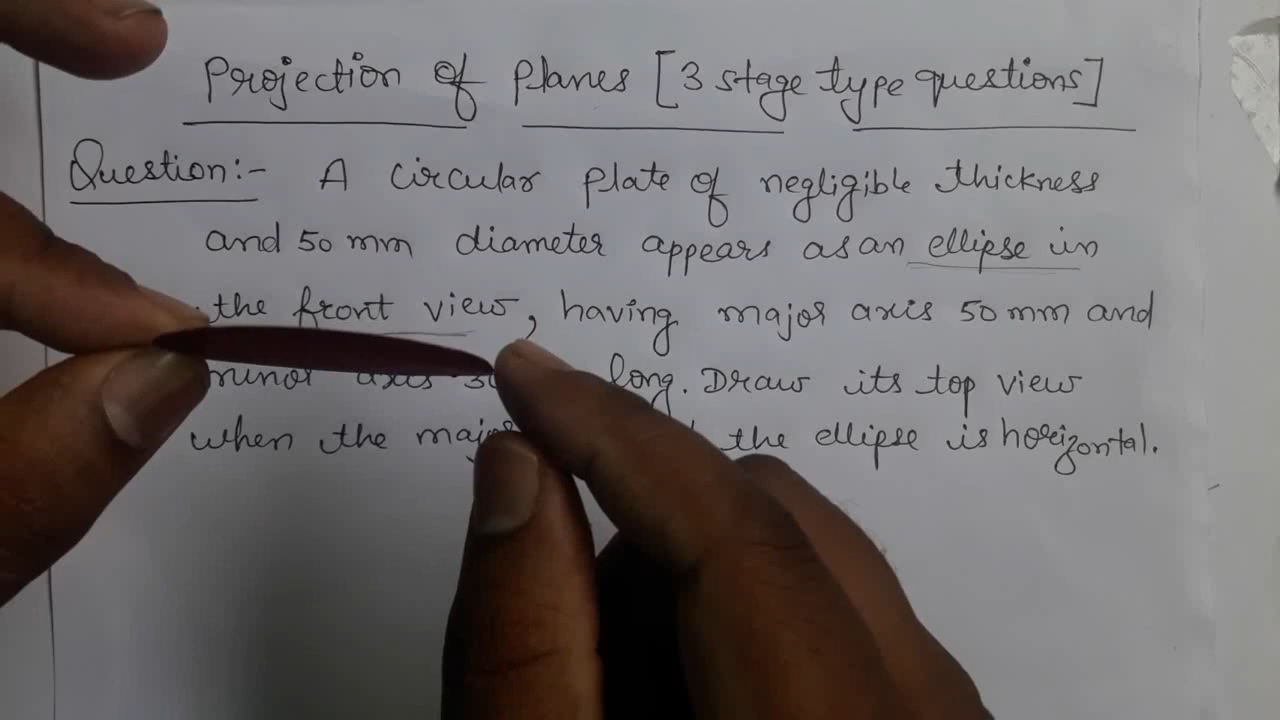 Projection of Planes [3 stage type questions]
Question:- A circular plate of negligible thickness
and 50 mm diameter appears as an ellipse in
the front view, having major axis 50 mm and
minor axis long. Draw its top view
when the the ellipse is horizontal.